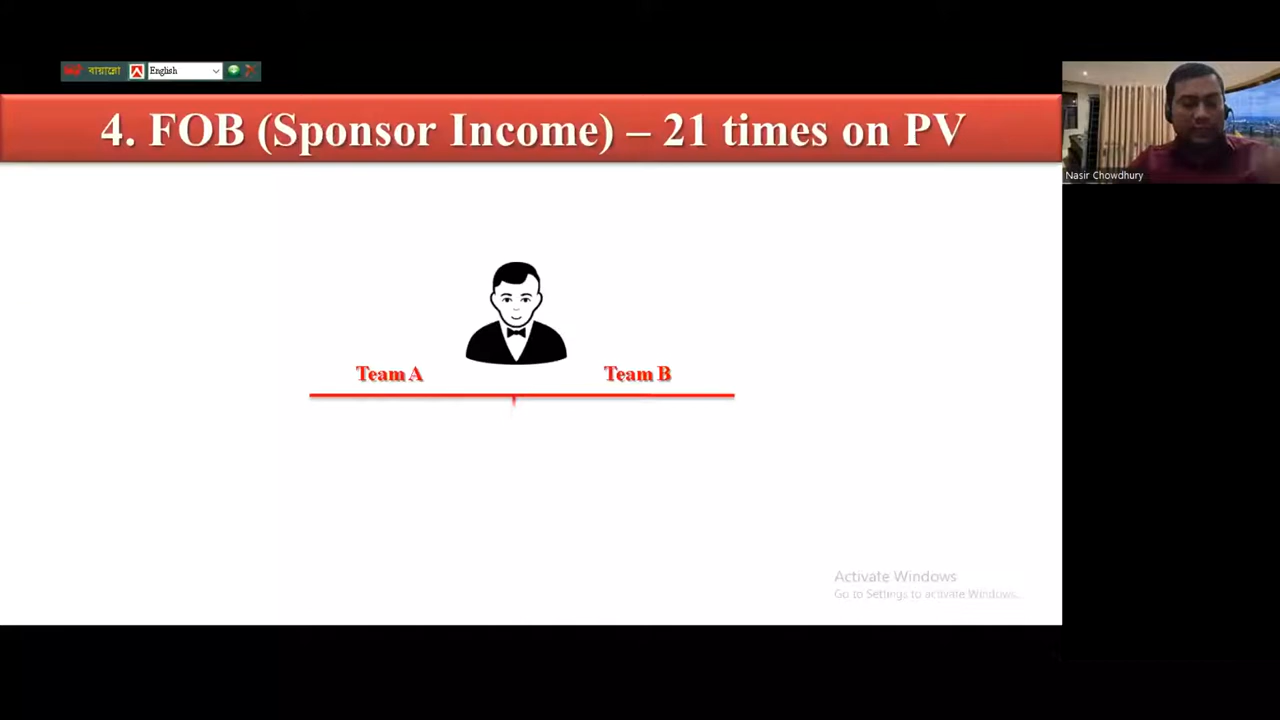 বায়ান্নো English
4. FOB (Sponsor Income) – 21 times on PV
Nasir Chowdhury
Team A Team B
Activate Windows
Go to Settings to activate Windows.